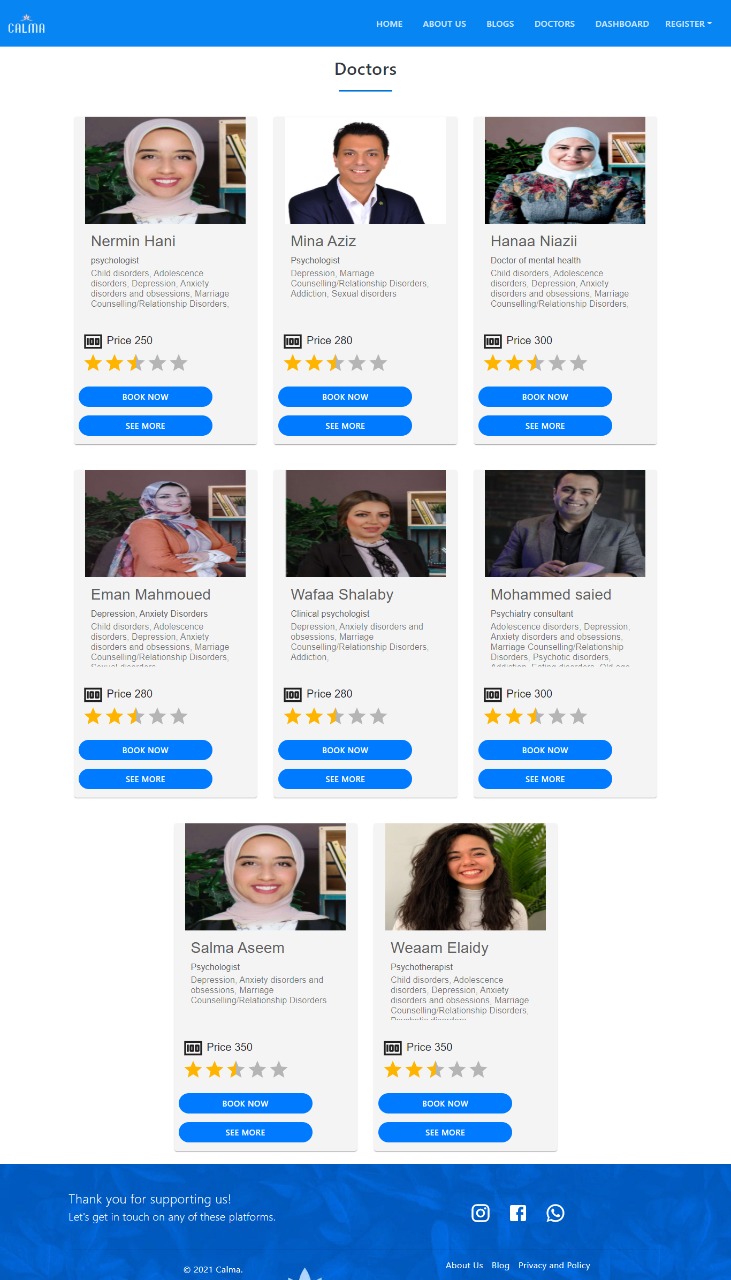 CALMA
HOME ABOUT US BLOGS DOCTORS DASHBOARD REGISTER
Doctors
Nermin Hani
psychologist
Child disorders, Adolescence
disorders, Depression, Anxiety
disorders and obsessions, Marriage
Counselling/Relationship Disorders,
100 Price 250
BOOK NOW
SEE MORE
Mina Aziz
Psychologist
Depression, Marriage
Counselling/Relationship Disorders,
Addiction, Sexual disorders
100 Price 280
BOOK NOW
SEE MORE
Hanaa Niazii
Doctor of mental health
Child disorders, Adolescence
disorders, Depression, Anxiety
disorders and obsessions, Marriage
Counselling/Relationship Disorders,
100 Price 300
BOOK NOW
SEE MORE
Eman Mahmoued
Depression, Anxiety Disorders
Child disorders, Adolescence
disorders, Depression, Anxiety
disorders and obsessions, Marriage
Counselling/Relationship Disorders,
Sexual disorders
100 Price 280
BOOK NOW
SEE MORE
Wafaa Shalaby
Clinical psychologist
Depression, Anxiety disorders and
obsessions, Marriage
Counselling/Relationship Disorders,
Addiction,
100 Price 280
BOOK NOW
SEE MORE
Mohammed saied
Psychiatry consultant
Adolescence disorders, Depression,
Anxiety disorders and obsessions,
Marriage Counselling/Relationship
Disorders, Psychotic disorders,
Addiction, Eating disorders, Old age
100 Price 300
BOOK NOW
SEE MORE
Salma Aseem
Psychologist
Depression, Anxiety disorders and
obsessions, Marriage
Counselling/Relationship Disorders
100 Price 350
BOOK NOW
SEE MORE
Weaam Elaidy
Psychotherapist
Child disorders, Adolescence
disorders, Depression, Anxiety
disorders and obsessions, Marriage
Counselling/Relationship Disorders,
Psychotic disorders
100 Price 350
BOOK NOW
SEE MORE
Thank you for supporting us!
Let's get in touch on any of these platforms.
© 2021 Calma.
About Us Blog Privacy and Policy